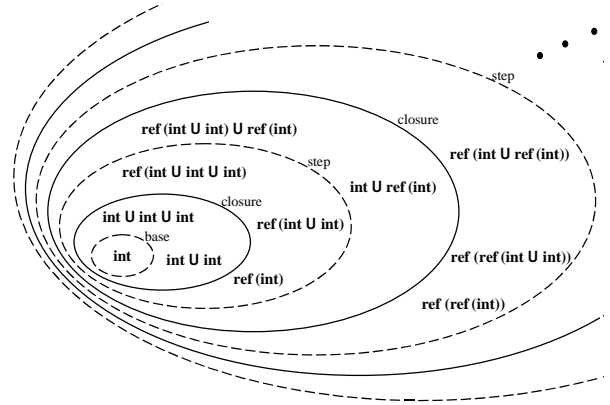 step
closure
ref (int U int) U ref (int)
ref (int U ref (int))
step
ref (int U int U int)
int U ref (int)
closure
int U int U int
ref (int U int)
base
int
int U int
ref (ref (int U int))
ref (int)
ref (ref (int))